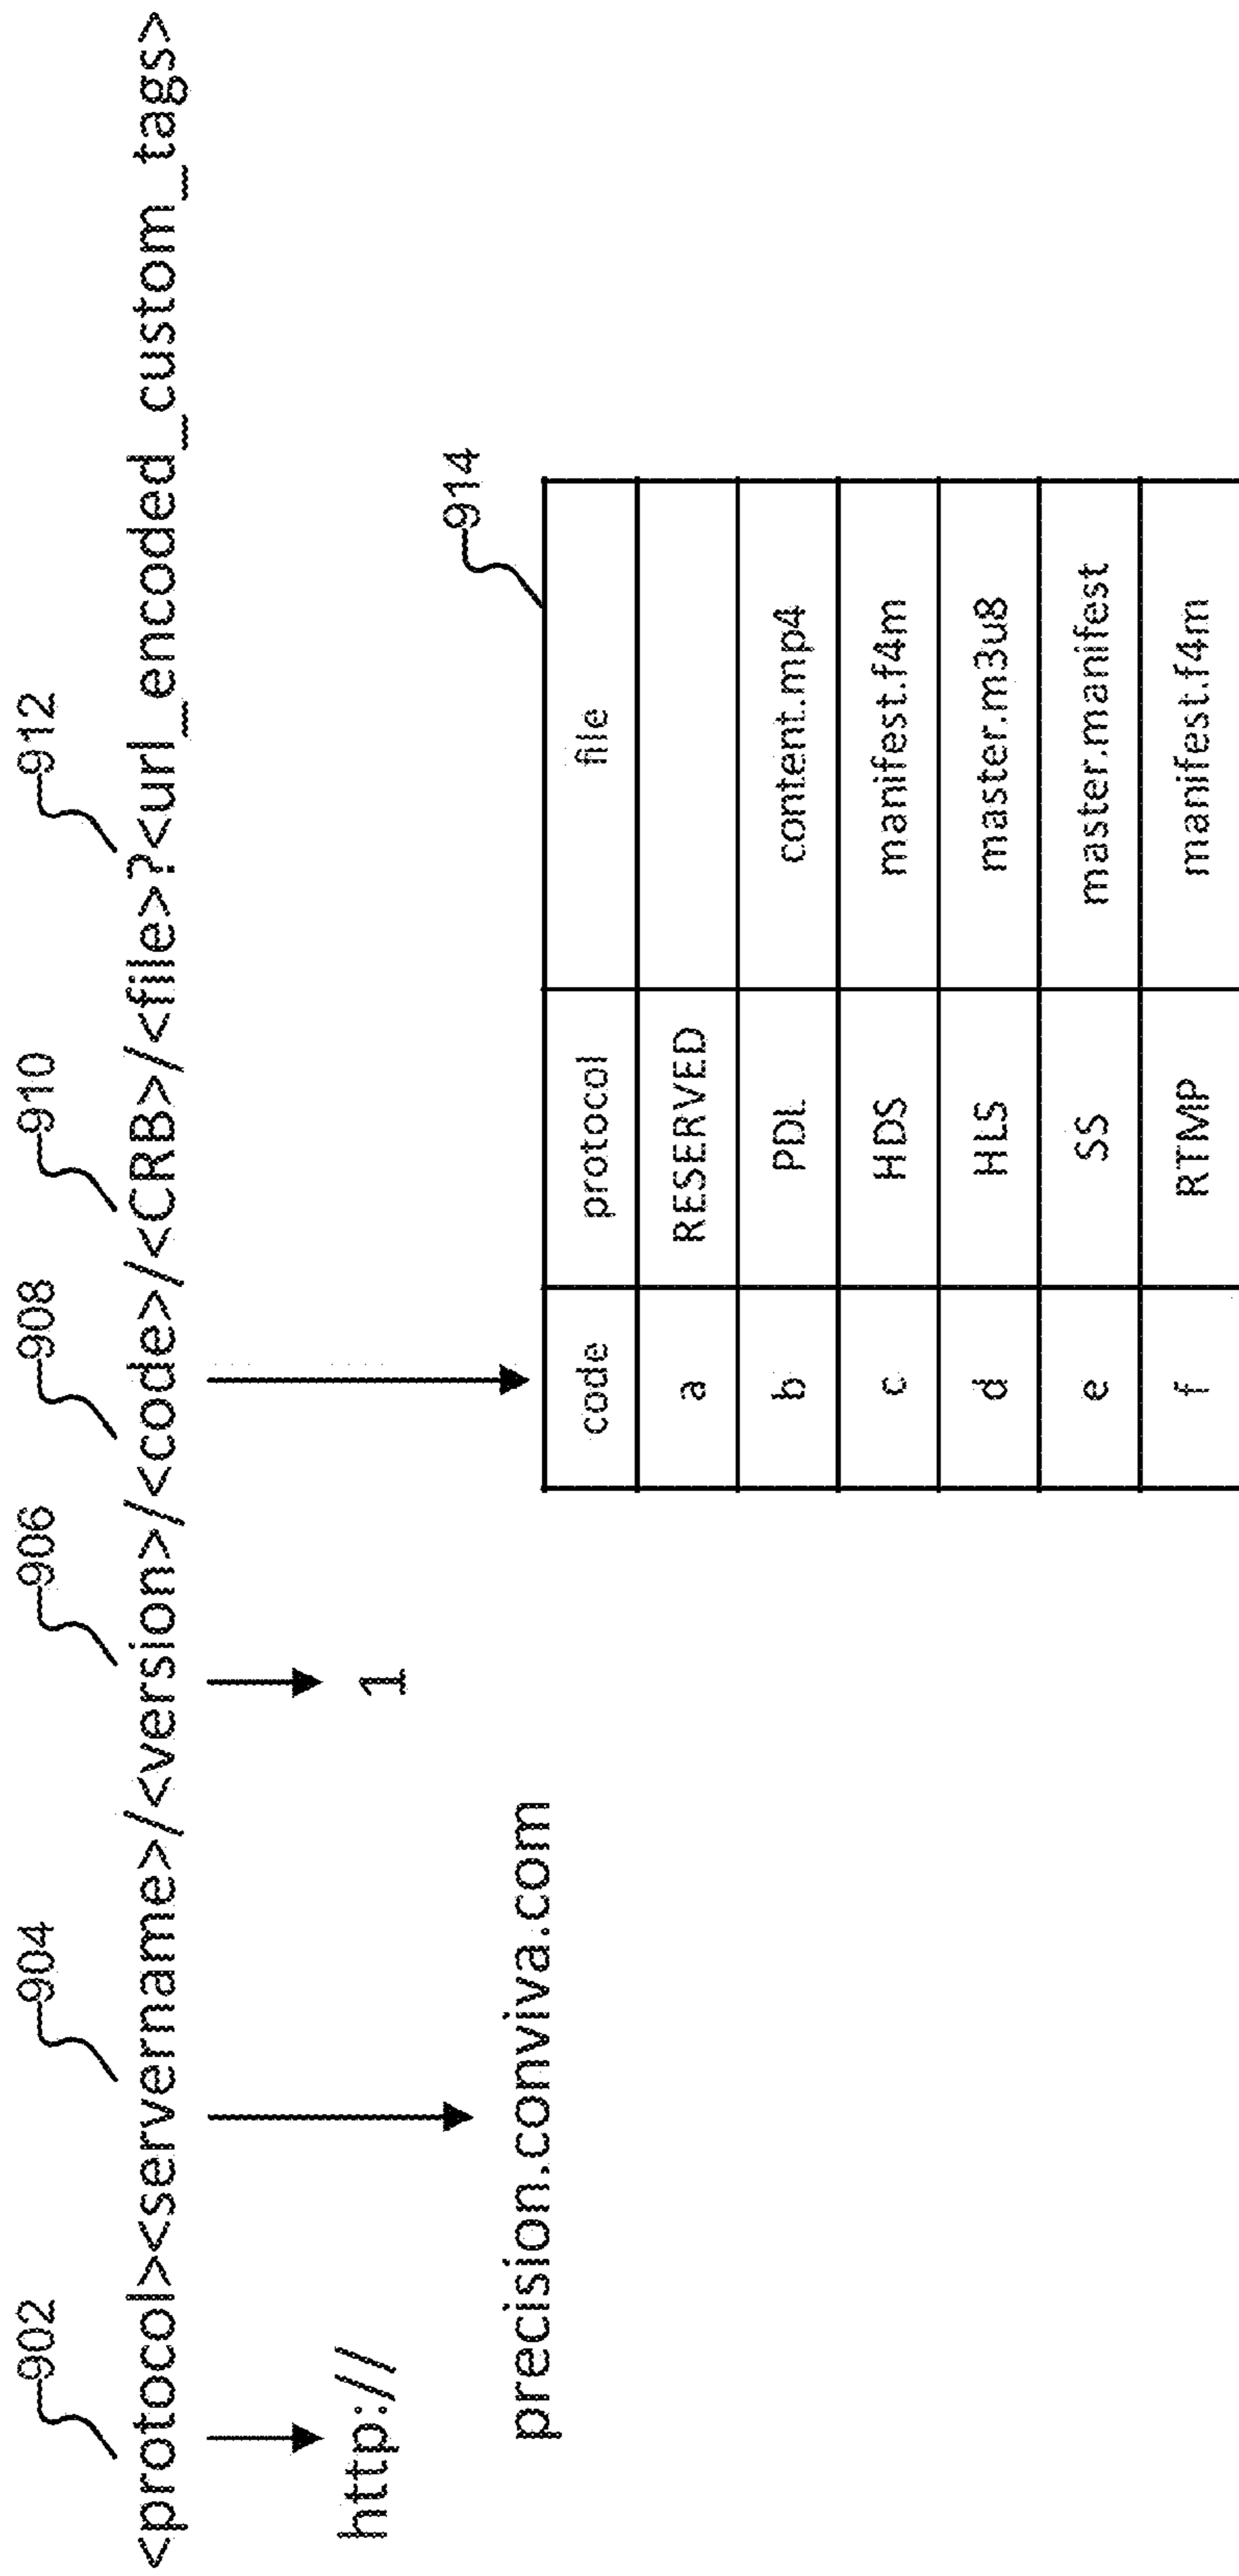 902 904 906 908 910 912
<protocol><servername>/<version>/<code>/<CRB>/<file>?<url_encoded_custom_tags>
http://
1
precision.conviva.com
914
code protocol file
a RESERVED
b PDL content.mp4
c HDS manifest.f4m
d HLS master.m3u8
e SS master.manifest
f RTMP manifest.f4m